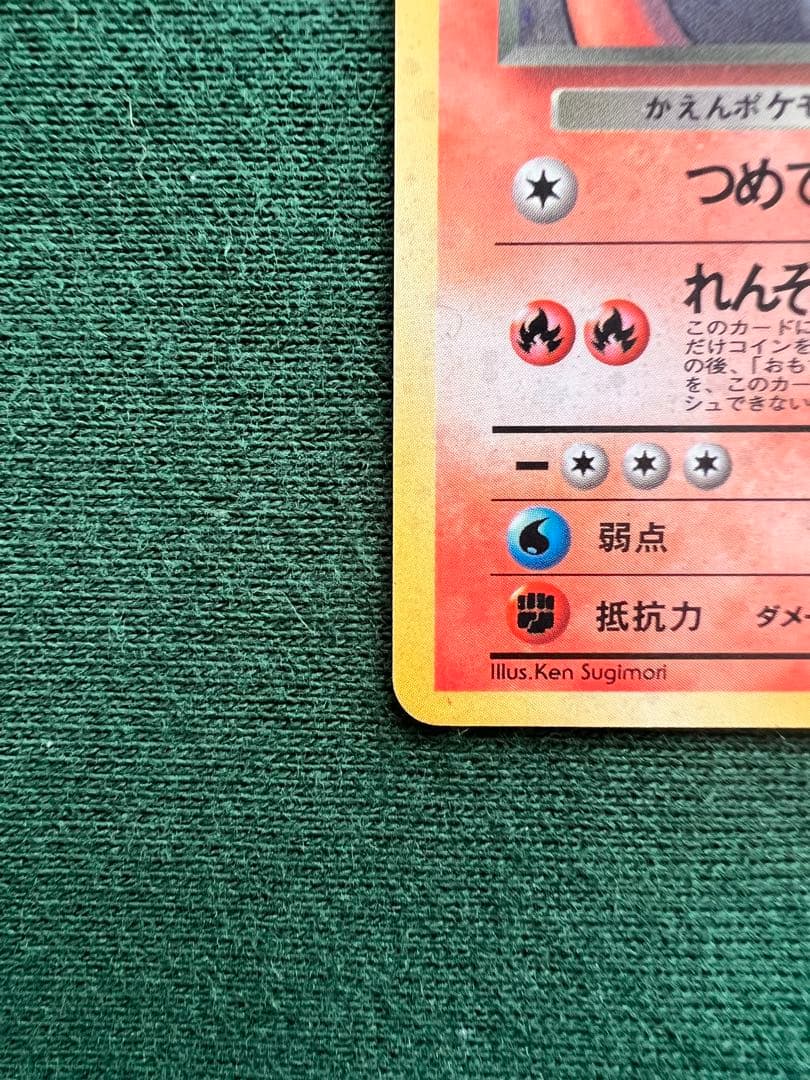 かえんポケモ
つめで
れんぞ
このカードに
だけコインを
の後、「おも
を、このカー
シュできない
弱点
抵抗力 ダメー
Illus.Ken Sugimori